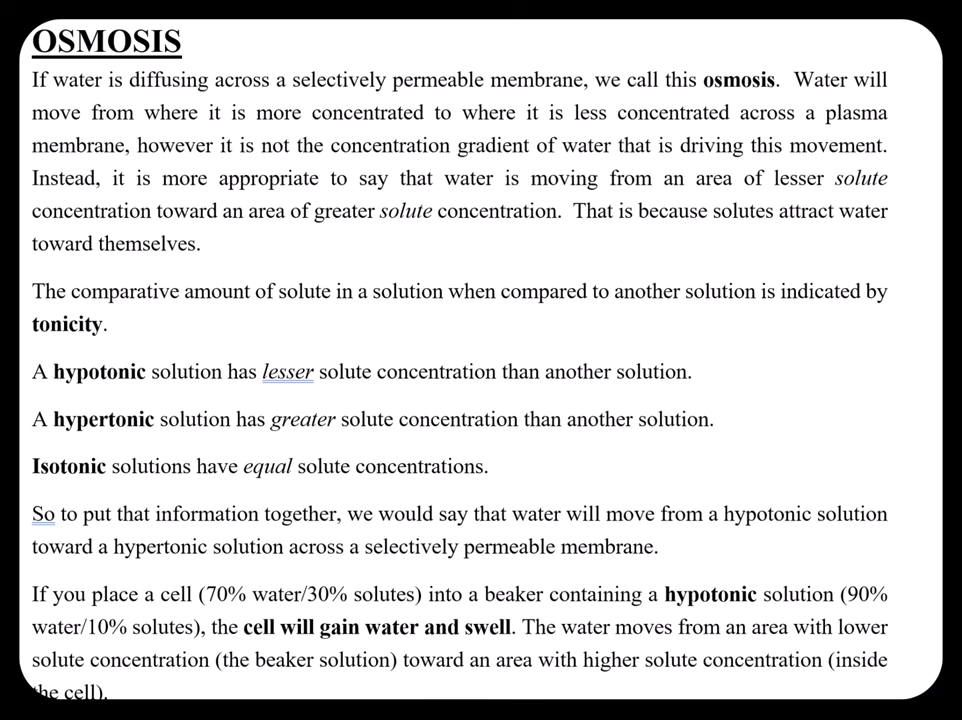 OSMOSIS
If water is diffusing across a selectively permeable membrane, we call this osmosis. Water will
move from where it is more concentrated to where it is less concentrated across a plasma
membrane, however it is not the concentration gradient of water that is driving this movement.
Instead, it is more appropriate to say that water is moving from an area of lesser solute
concentration toward an area of greater solute concentration. That is because solutes attract water
toward themselves.
The comparative amount of solute in a solution when compared to another solution is indicated by
tonicity.
A hypotonic solution has lesser solute concentration than another solution.
A hypertonic solution has greater solute concentration than another solution.
Isotonic solutions have equal solute concentrations.
So to put that information together, we would say that water will move from a hypotonic solution
toward a hypertonic solution across a selectively permeable membrane.
If you place a cell (70% water/30% solutes) into a beaker containing a hypotonic solution (90%
water/10% solutes), the cell will gain water and swell. The water moves from an area with lower
solute concentration (the beaker solution) toward an area with higher solute concentration (inside
the cell).